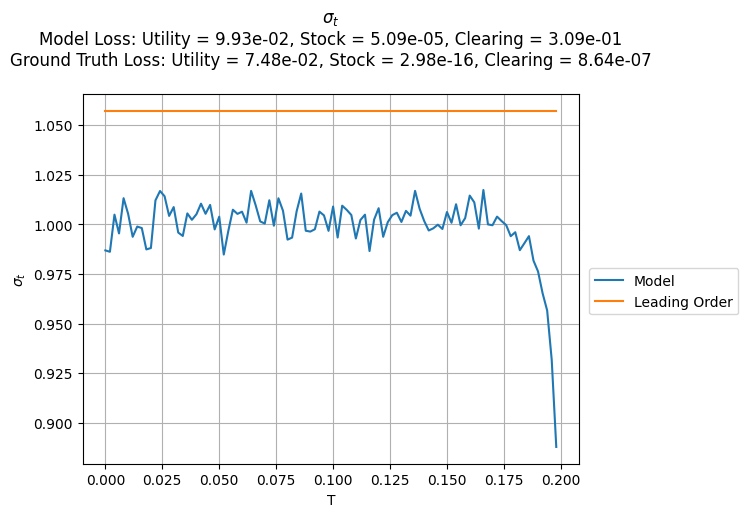 σ_t
Model Loss: Utility = 9.93e-02, Stock = 5.09e-05, Clearing = 3.09e-01
Ground Truth Loss: Utility = 7.48e-02, Stock = 2.98e-16, Clearing = 8.64e-07
1.050
1.025
1.000
0.975
0.950
0.925
0.900
σ_t
0.000
0.025
0.050
0.075
0.100
0.125
0.150
0.175
0.200
T
Model
Leading Order